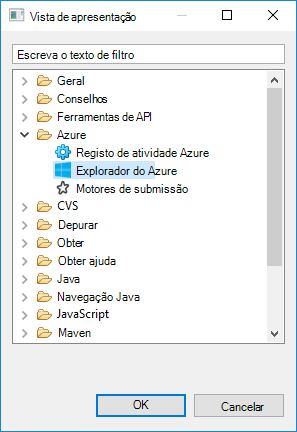 Vista de apresentação
Escreva o texto de filtro
Geral
Conselhos
Ferramentas de API
Azure
Registo de atividade Azure
Explorador do Azure
Motores de submissão
CVS
Depurar
Obter
Obter ajuda
Java
Navegação Java
JavaScript
Maven
OK
Cancelar